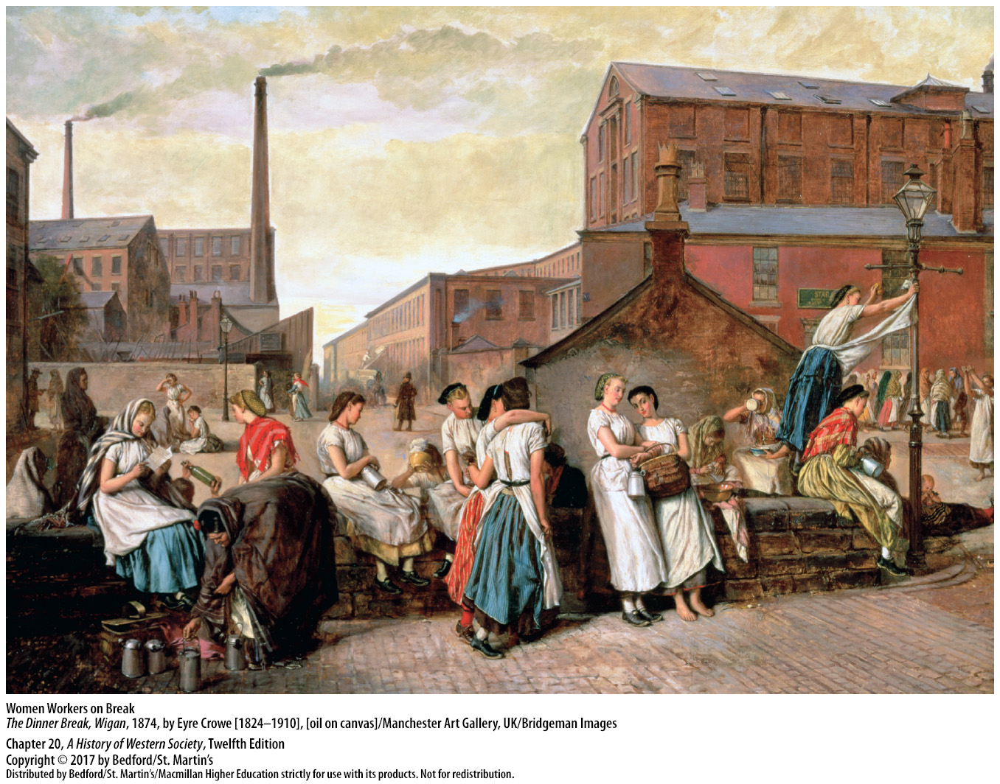 STAR
Women Workers on Break
The Dinner Break, Wigan, 1874, by Eyre Crowe [1824–1910], [oil on canvas]/Manchester Art Gallery, UK/Bridgeman Images
Chapter 20, A History of Western Society, Twelfth Edition
Copyright © 2017 by Bedford/St. Martin’s
Distributed by Bedford/St. Martin’s/Macmillan Higher Education strictly for use with its products. Not for redistribution.